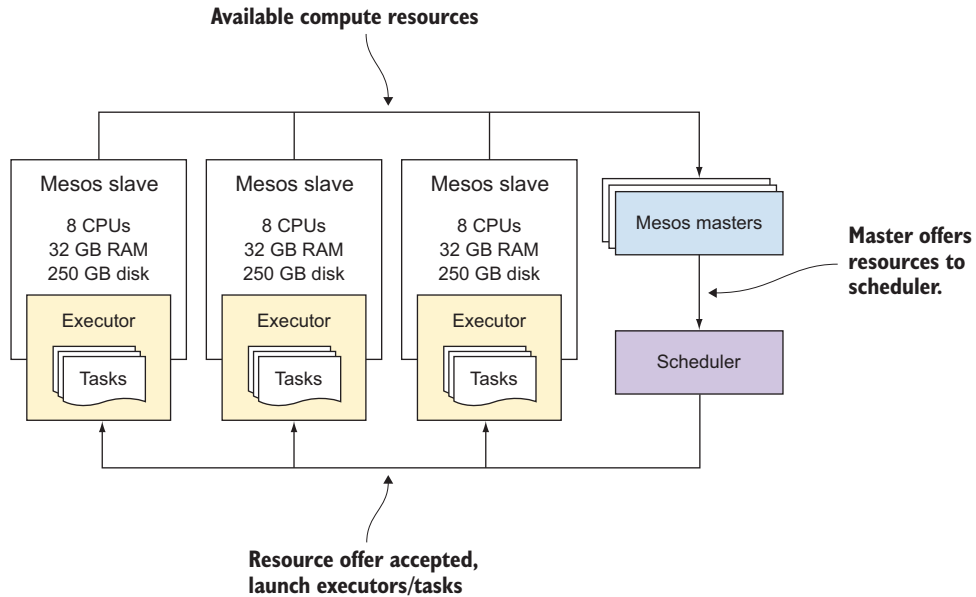 Available compute resources
Mesos slave
8 CPUs
32 GB RAM
250 GB disk
Executor
Tasks
Mesos slave
8 CPUs
32 GB RAM
250 GB disk
Executor
Tasks
Mesos slave
8 CPUs
32 GB RAM
250 GB disk
Executor
Tasks
Mesos masters
Master offers
resources to
scheduler.
Scheduler
Resource offer accepted,
launch executors/tasks